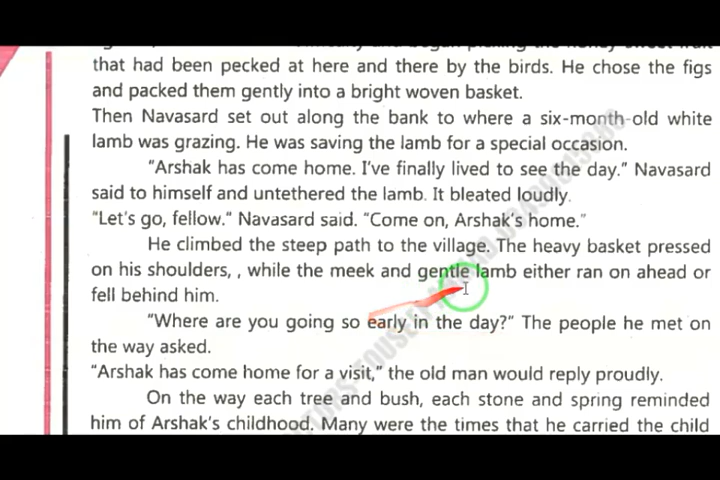 that had been pecked at here and there by the birds. He chose the figs
and packed them gently into a bright woven basket.
Then Navasard set out along the bank to where a six-month-old white
lamb was grazing. He was saving the lamb for a special occasion.
"Arshak has come home. I've finally lived to see the day." Navasard
said to himself and untethered the lamb. It bleated loudly.
"Let's go, fellow." Navasard said. "Come on, Arshak's home."
He climbed the steep path to the village. The heavy basket pressed
on his shoulders, , while the meek and gentle lamb either ran on ahead or
fell behind him.
"Where are you going so early in the day?" The people he met on
the way asked.
"Arshak has come home for a visit," the old man would reply proudly.
On the way each tree and bush, each stone and spring reminded
him of Arshak's childhood. Many were the times that he carried the child